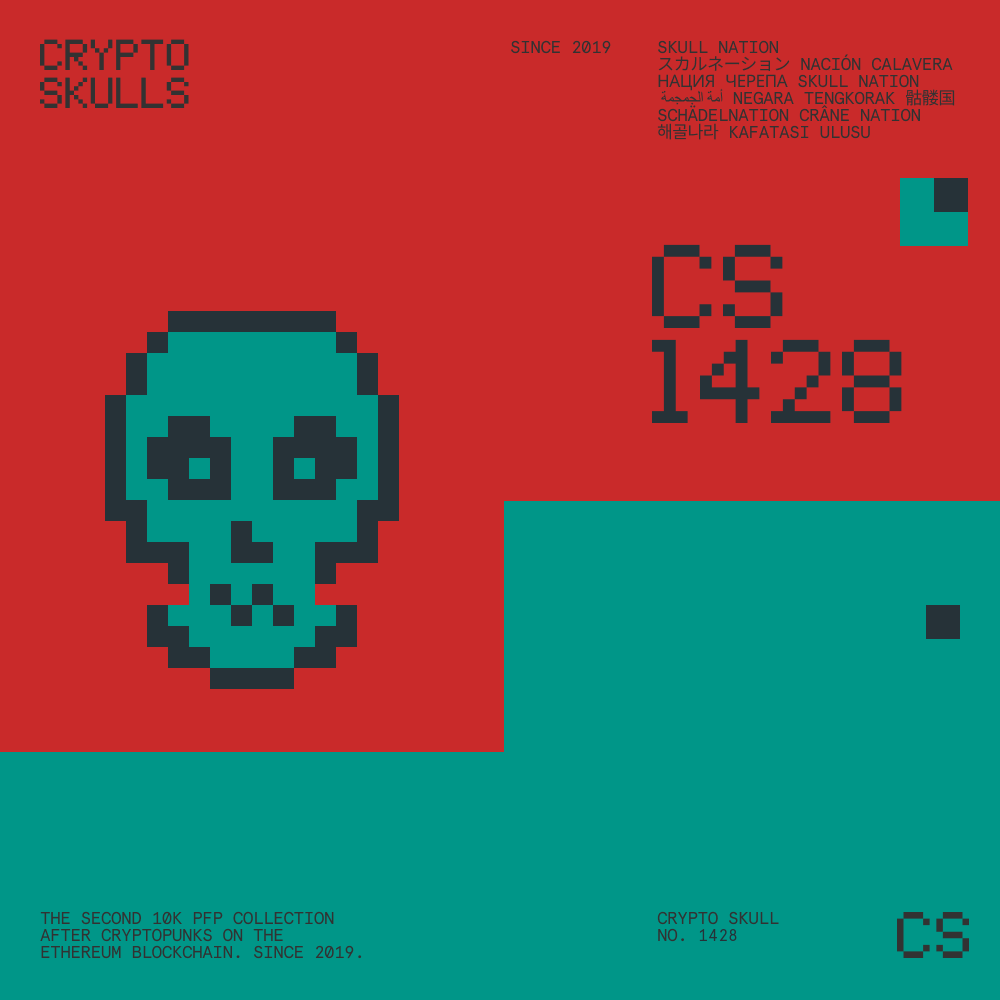 CRYPTO
SKULLS
SINCE 2019
SKULL NATION
スカルネーション NACIÓN CALAVERA
НАЦИЯ ЧЕРЕПА SKULL NATION
أمة الجمجمة NEGARA TENGKORAK 骷髅国
SCHÄDELNATION CRÂNE NATION
해골나라 KAFATASI ULUSU
CS
1428
THE SECOND 10K PFP COLLECTION
AFTER CRYPTOPUNKS ON THE
ETHEREUM BLOCKCHAIN. SINCE 2019.
CRYPTO SKULL
NO. 1428
CS